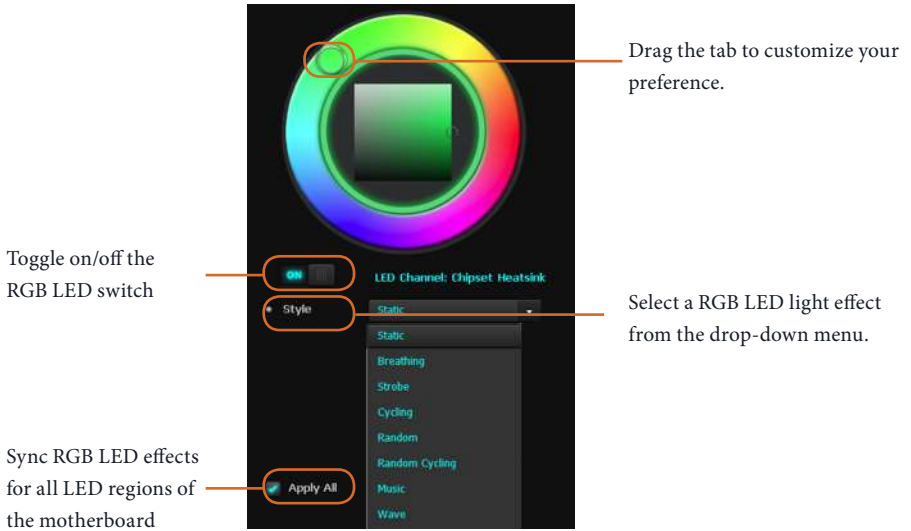 Drag the tab to customize your
preference.
Toggle on/off the
RGB LED switch
ON
LED Channel: Chipset Heatsink
Style
Static
Select a RGB LED light effect
from the drop-down menu.
Static
Breathing
Strobe
Cycling
Random
Random Cycling
Music
Wave
Sync RGB LED effects
for all LED regions of
the motherboard
Apply All